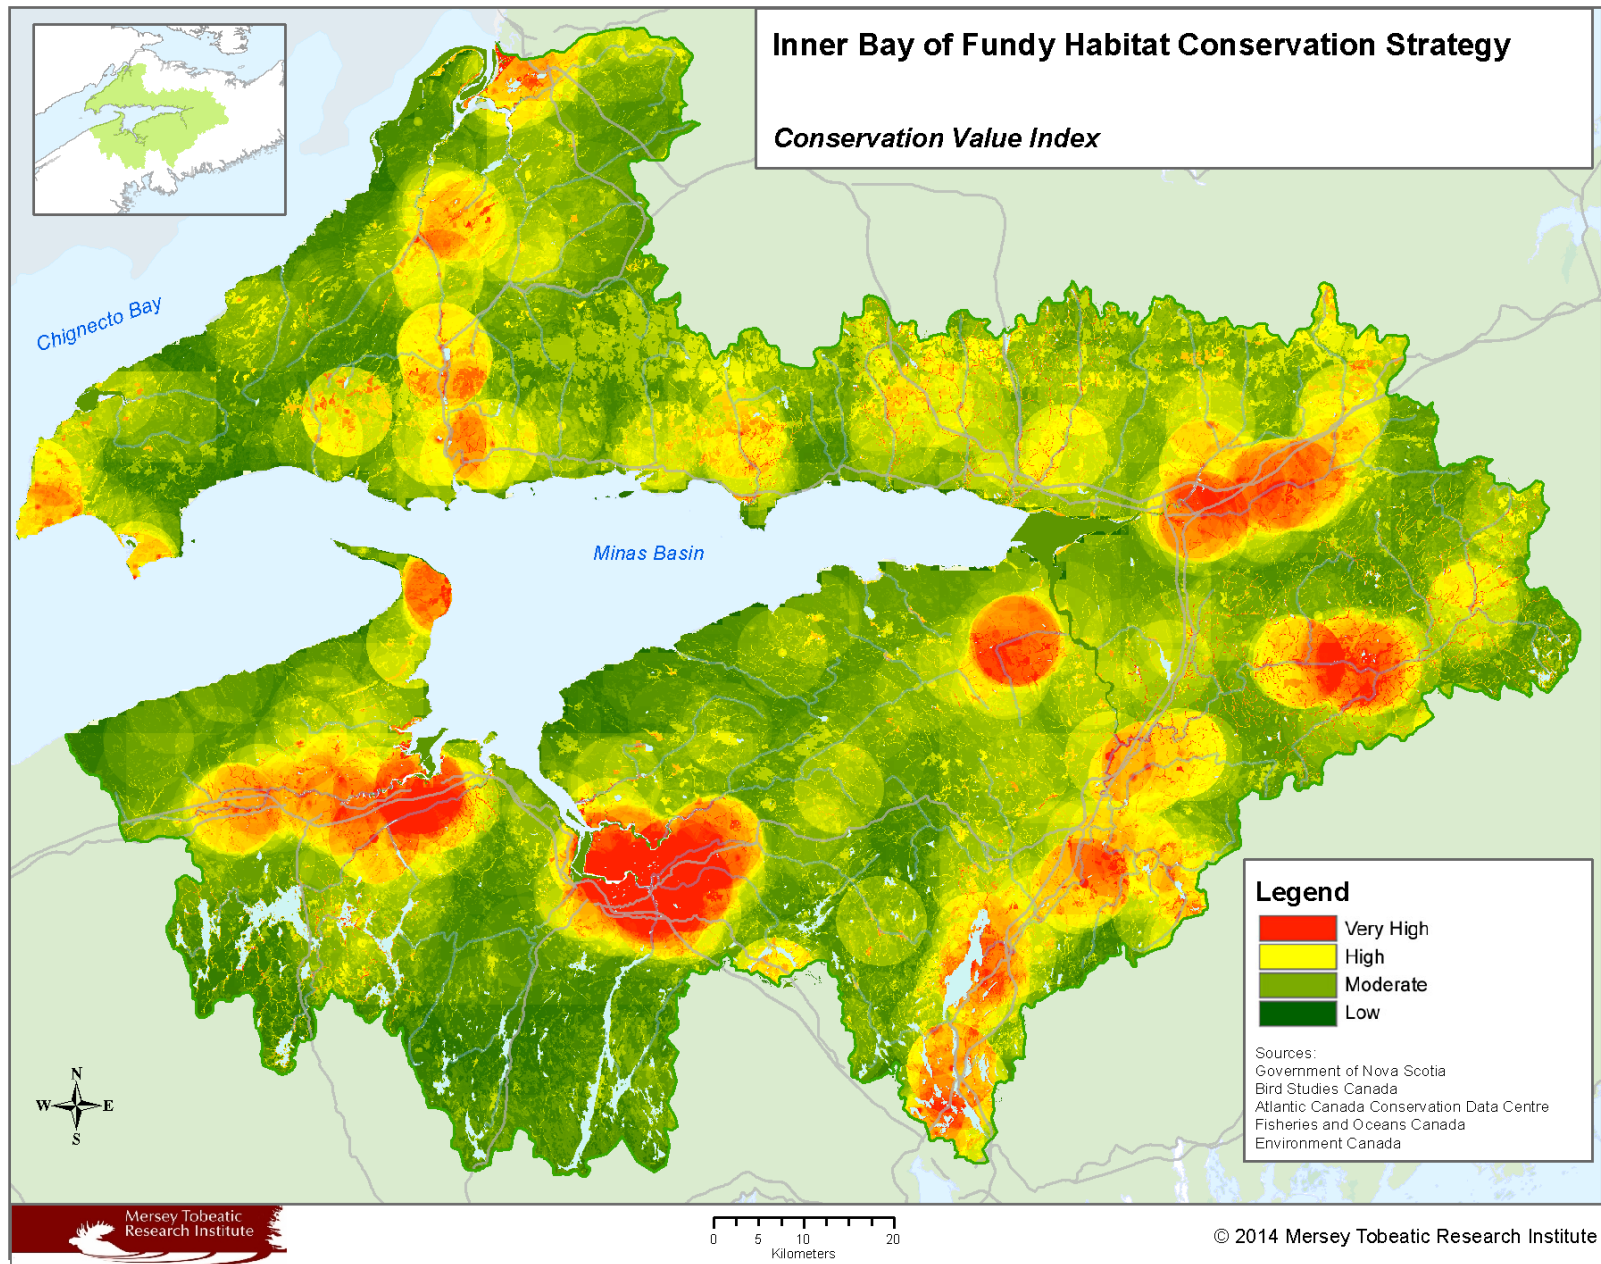 Inner Bay of Fundy Habitat Conservation Strategy
Conservation Value Index
Chignecto Bay
Minas Basin
Legend
Very High
High
Moderate
Low
Sources:
Government of Nova Scotia
Bird Studies Canada
Atlantic Canada Conservation Data Centre
Fisheries and Oceans Canada
Environment Canada
N
W E
S
Mersey Tobeatic
Research Institute
0 5 10 20
Kilometers
© 2014 Mersey Tobeatic Research Institute